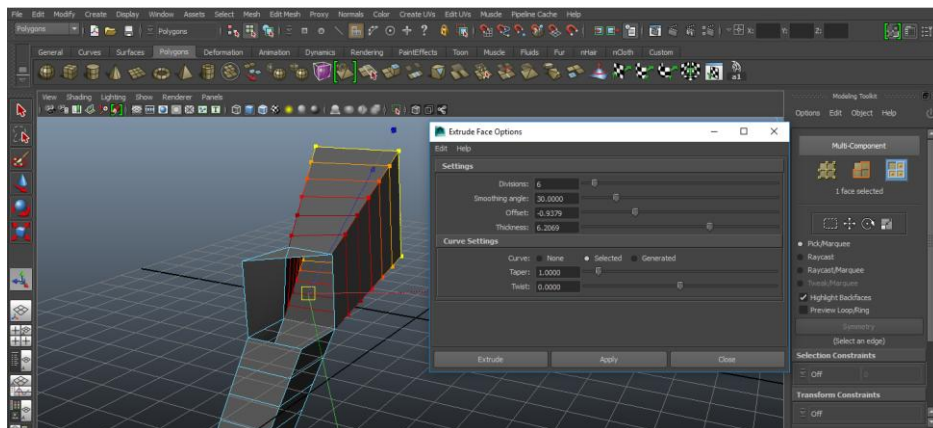 File Edit Modify Create Display Window Assets Select Mesh Edit Mesh Proxy Normals Color Create UVs Edit UVs Muscle Pipeline Cache Help
Polygons Polygons X: Y: Z:
General Curves Surfaces Polygons Deformation Animation Dynamics Rendering PaintEffects Toon Muscle Fluids Fur nHair nCloth Custom
a1
View Shading Lighting Show Renderer Panels
Extrude Face Options
Edit Help
Settings
Divisions: 6
Smoothing angle: 30.0000
Offset: -0.9379
Thickness: 6.2069
Curve Settings
Curve: None Selected Generated
Taper: 1.0000
Twist: 0.0000
Extrude Apply Close
Modeling Toolkit
Options Edit Object Help
Multi-Component
1 face selected
Pick/Marquee
Raycast
Raycast/Marquee
Tweak/Marquee
Highlight Backfaces
Preview Loop/Ring
Symmetry
(Select an edge)
Selection Constraints
Off
Transform Constraints
Off